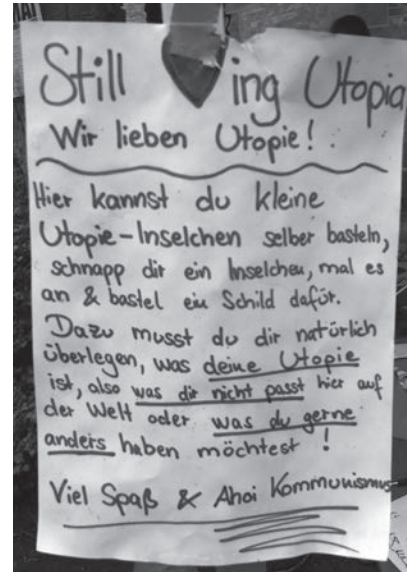 Still ♥ing Utopia
Wir lieben Utopie!
Hier kannst du kleine
Utopie-Inselchen selber basteln,
schnapp dir ein Inselchen, mal es
an & bastel ein Schild dafür.
Dazu musst du dir natürlich
überlegen, was deine Utopie
ist, also was dir nicht passt hier auf
der Welt oder was du gerne
anders haben möchtest!
Viel Spaß & Ahoi Kommunismus